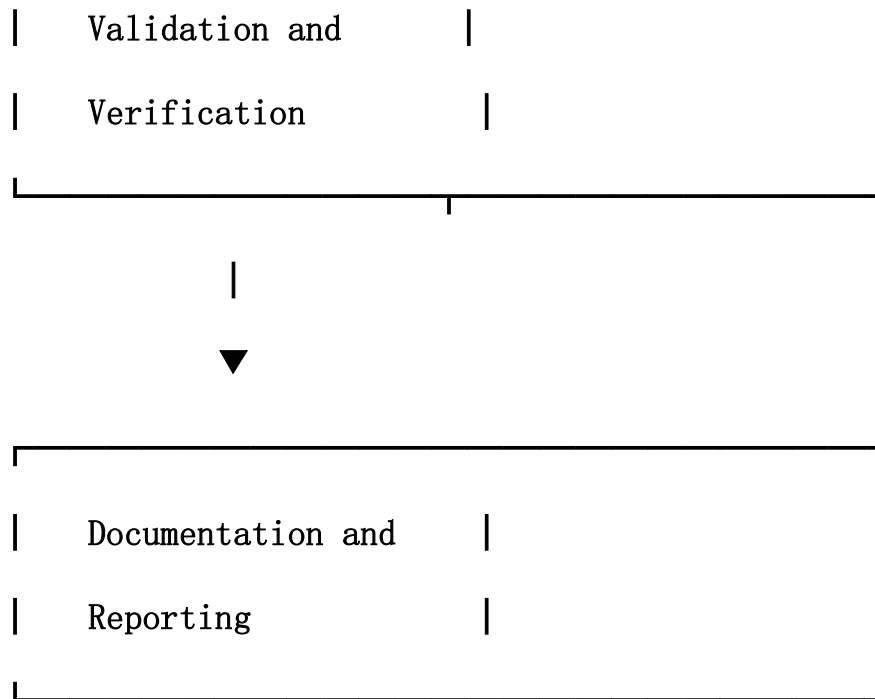 Validation and
Verification
Documentation and
Reporting